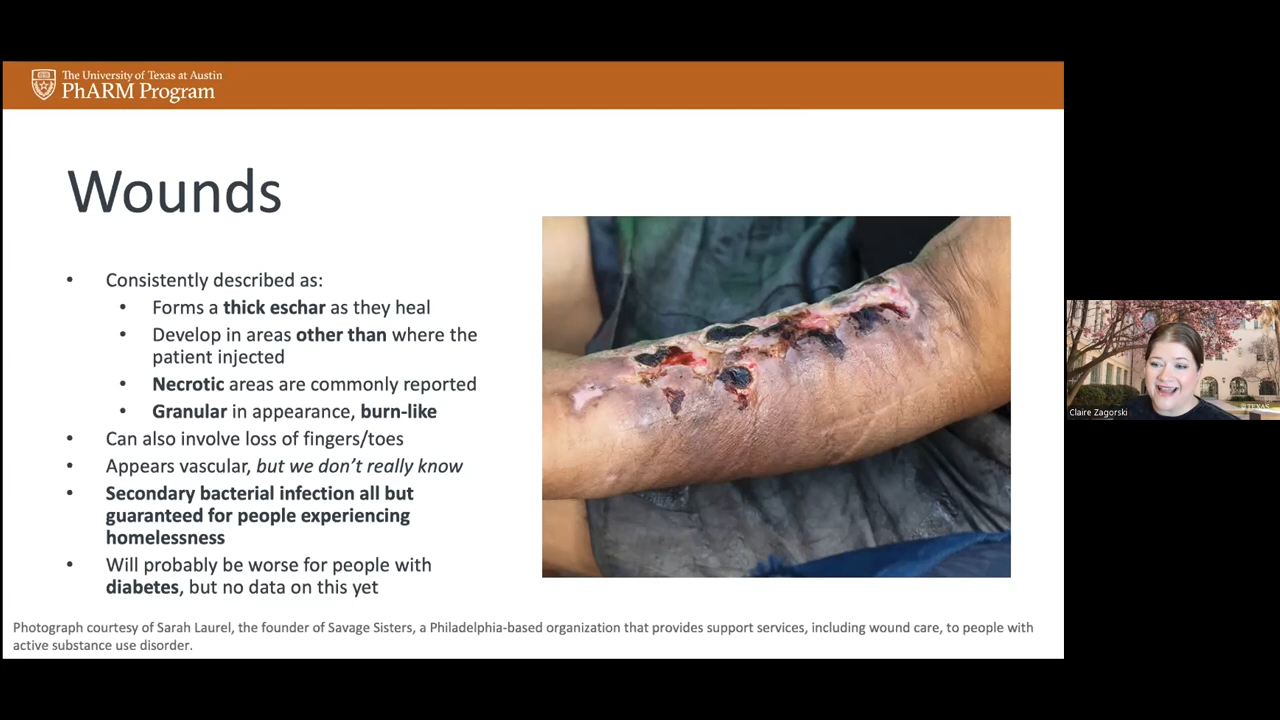 The University of Texas at Austin
PhARM Program
Wounds
• Consistently described as:
• Forms a thick eschar as they heal
• Develop in areas other than where the
patient injected
• Necrotic areas are commonly reported
• Granular in appearance, burn-like
• Can also involve loss of fingers/toes
• Appears vascular, but we don't really know
• Secondary bacterial infection all but
guaranteed for people experiencing
homelessness
• Will probably be worse for people with
diabetes, but no data on this yet
Photograph courtesy of Sarah Laurel, the founder of Savage Sisters, a Philadelphia-based organization that provides support services, including wound care, to people with
active substance use disorder.
Claire Zagorski
TEXAS